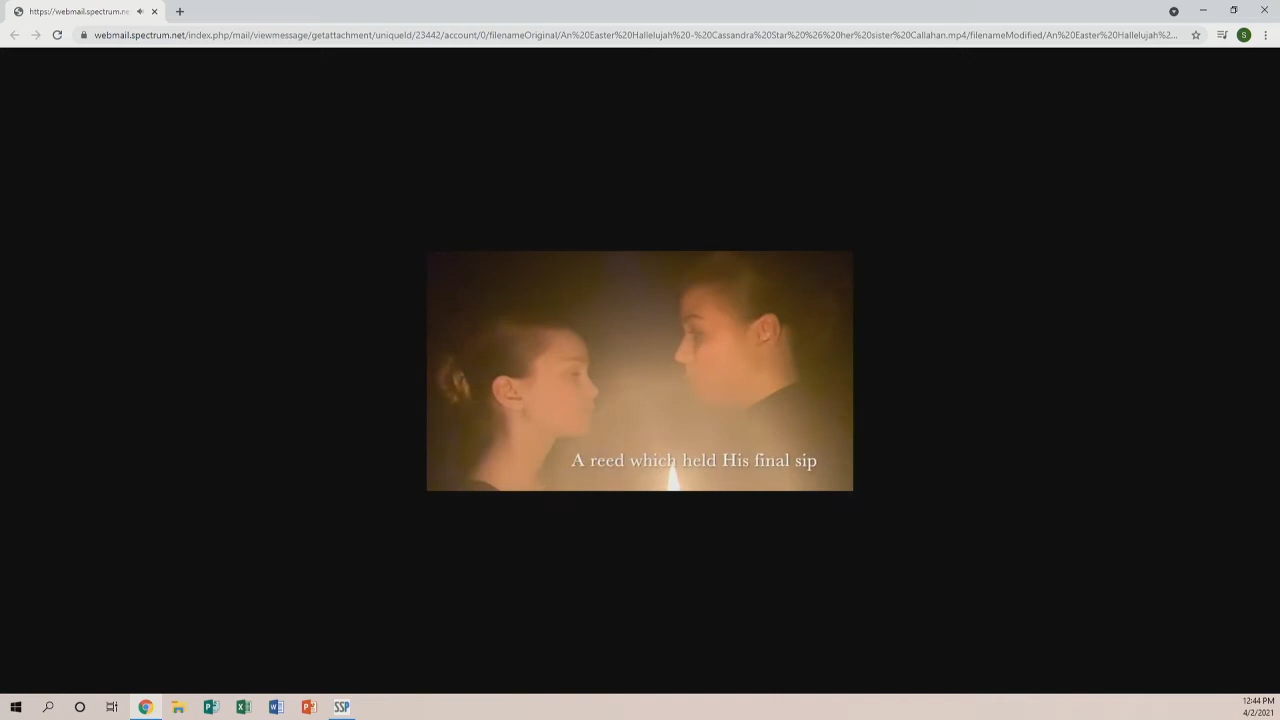 https://webmail.spectrum.ne
webmail.spectrum.net/index.php/mail/viewmessage/getattachment/uniqueId/23442/account/0/filenameOriginal/An%20Easter%20Hallelujah%20-%20Cassandra%20Star%20%26%20her%20sister%20Callahan.mp4/filenameModified/An%20Easter%20Hallelujah%2...
S
A reed which held His final sip
P
X
W
P
SSP
12:44 PM
4/2/2021